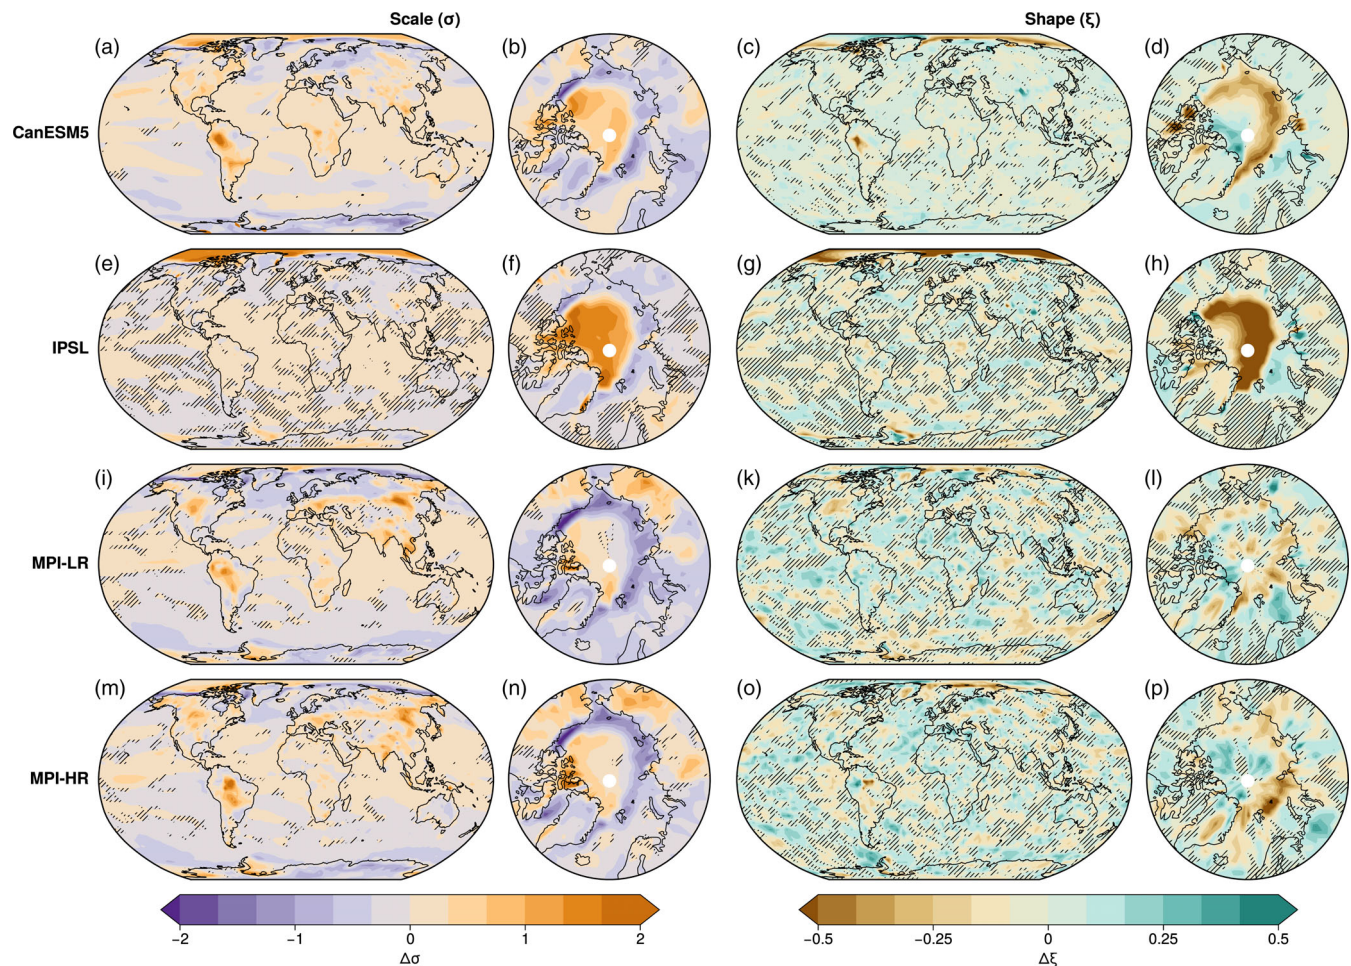 Scale (σ) Shape (ξ)
(a) (b) (c) (d)
CanESM5
(e) (f) (g) (h)
IPSL
(i) (j) (k) (l)
MPI-LR
(m) (n) (o) (p)
MPI-HR
−2 −1 0 1 2 −0.5 −0.25 0 0.25 0.5
Δσ Δξ